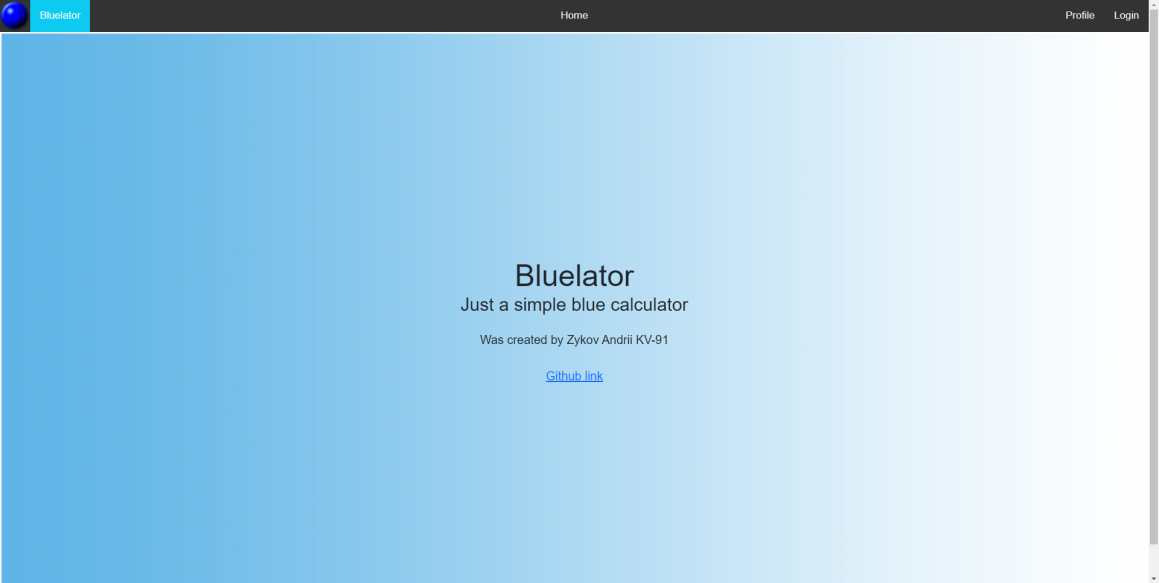 Bluelator
Home
Profile
Login
Bluelator
Just a simple blue calculator
Was created by Zykov Andrii KV-91
Github link